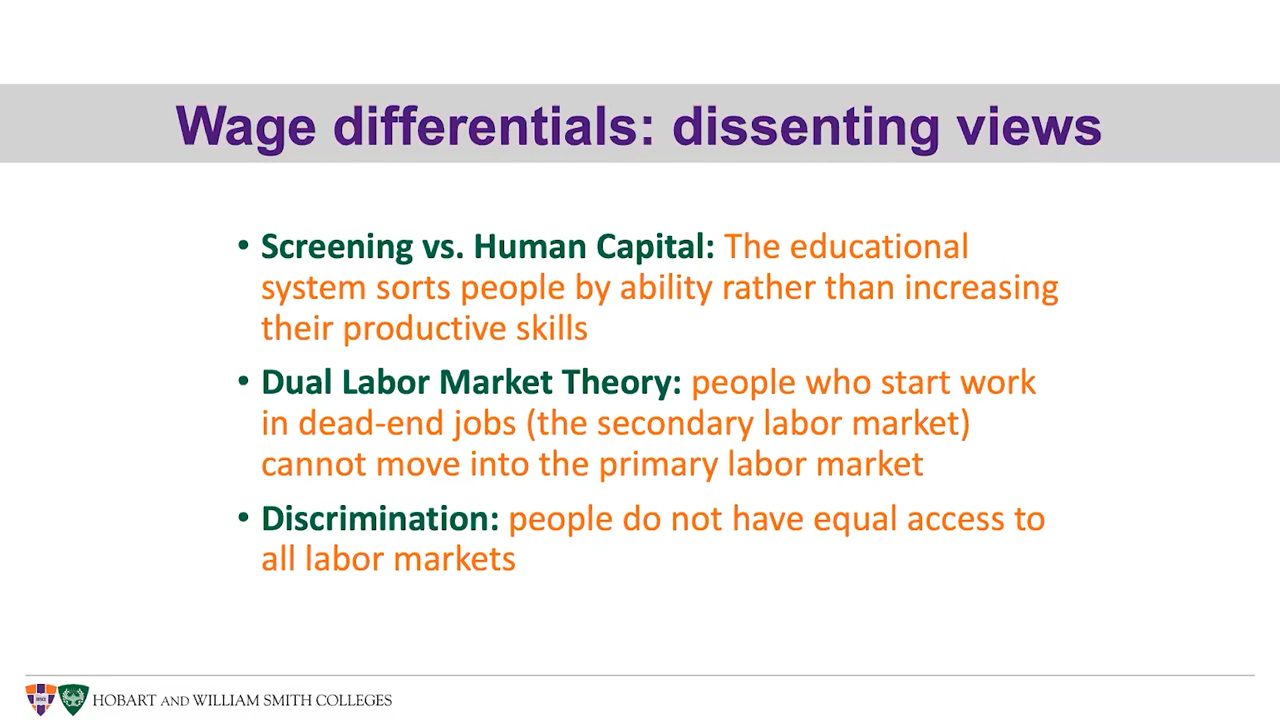 Wage differentials: dissenting views
• Screening vs. Human Capital: The educational
system sorts people by ability rather than increasing
their productive skills
• Dual Labor Market Theory: people who start work
in dead-end jobs (the secondary labor market)
cannot move into the primary labor market
• Discrimination: people do not have equal access to
all labor markets
HOBART AND WILLIAM SMITH COLLEGES